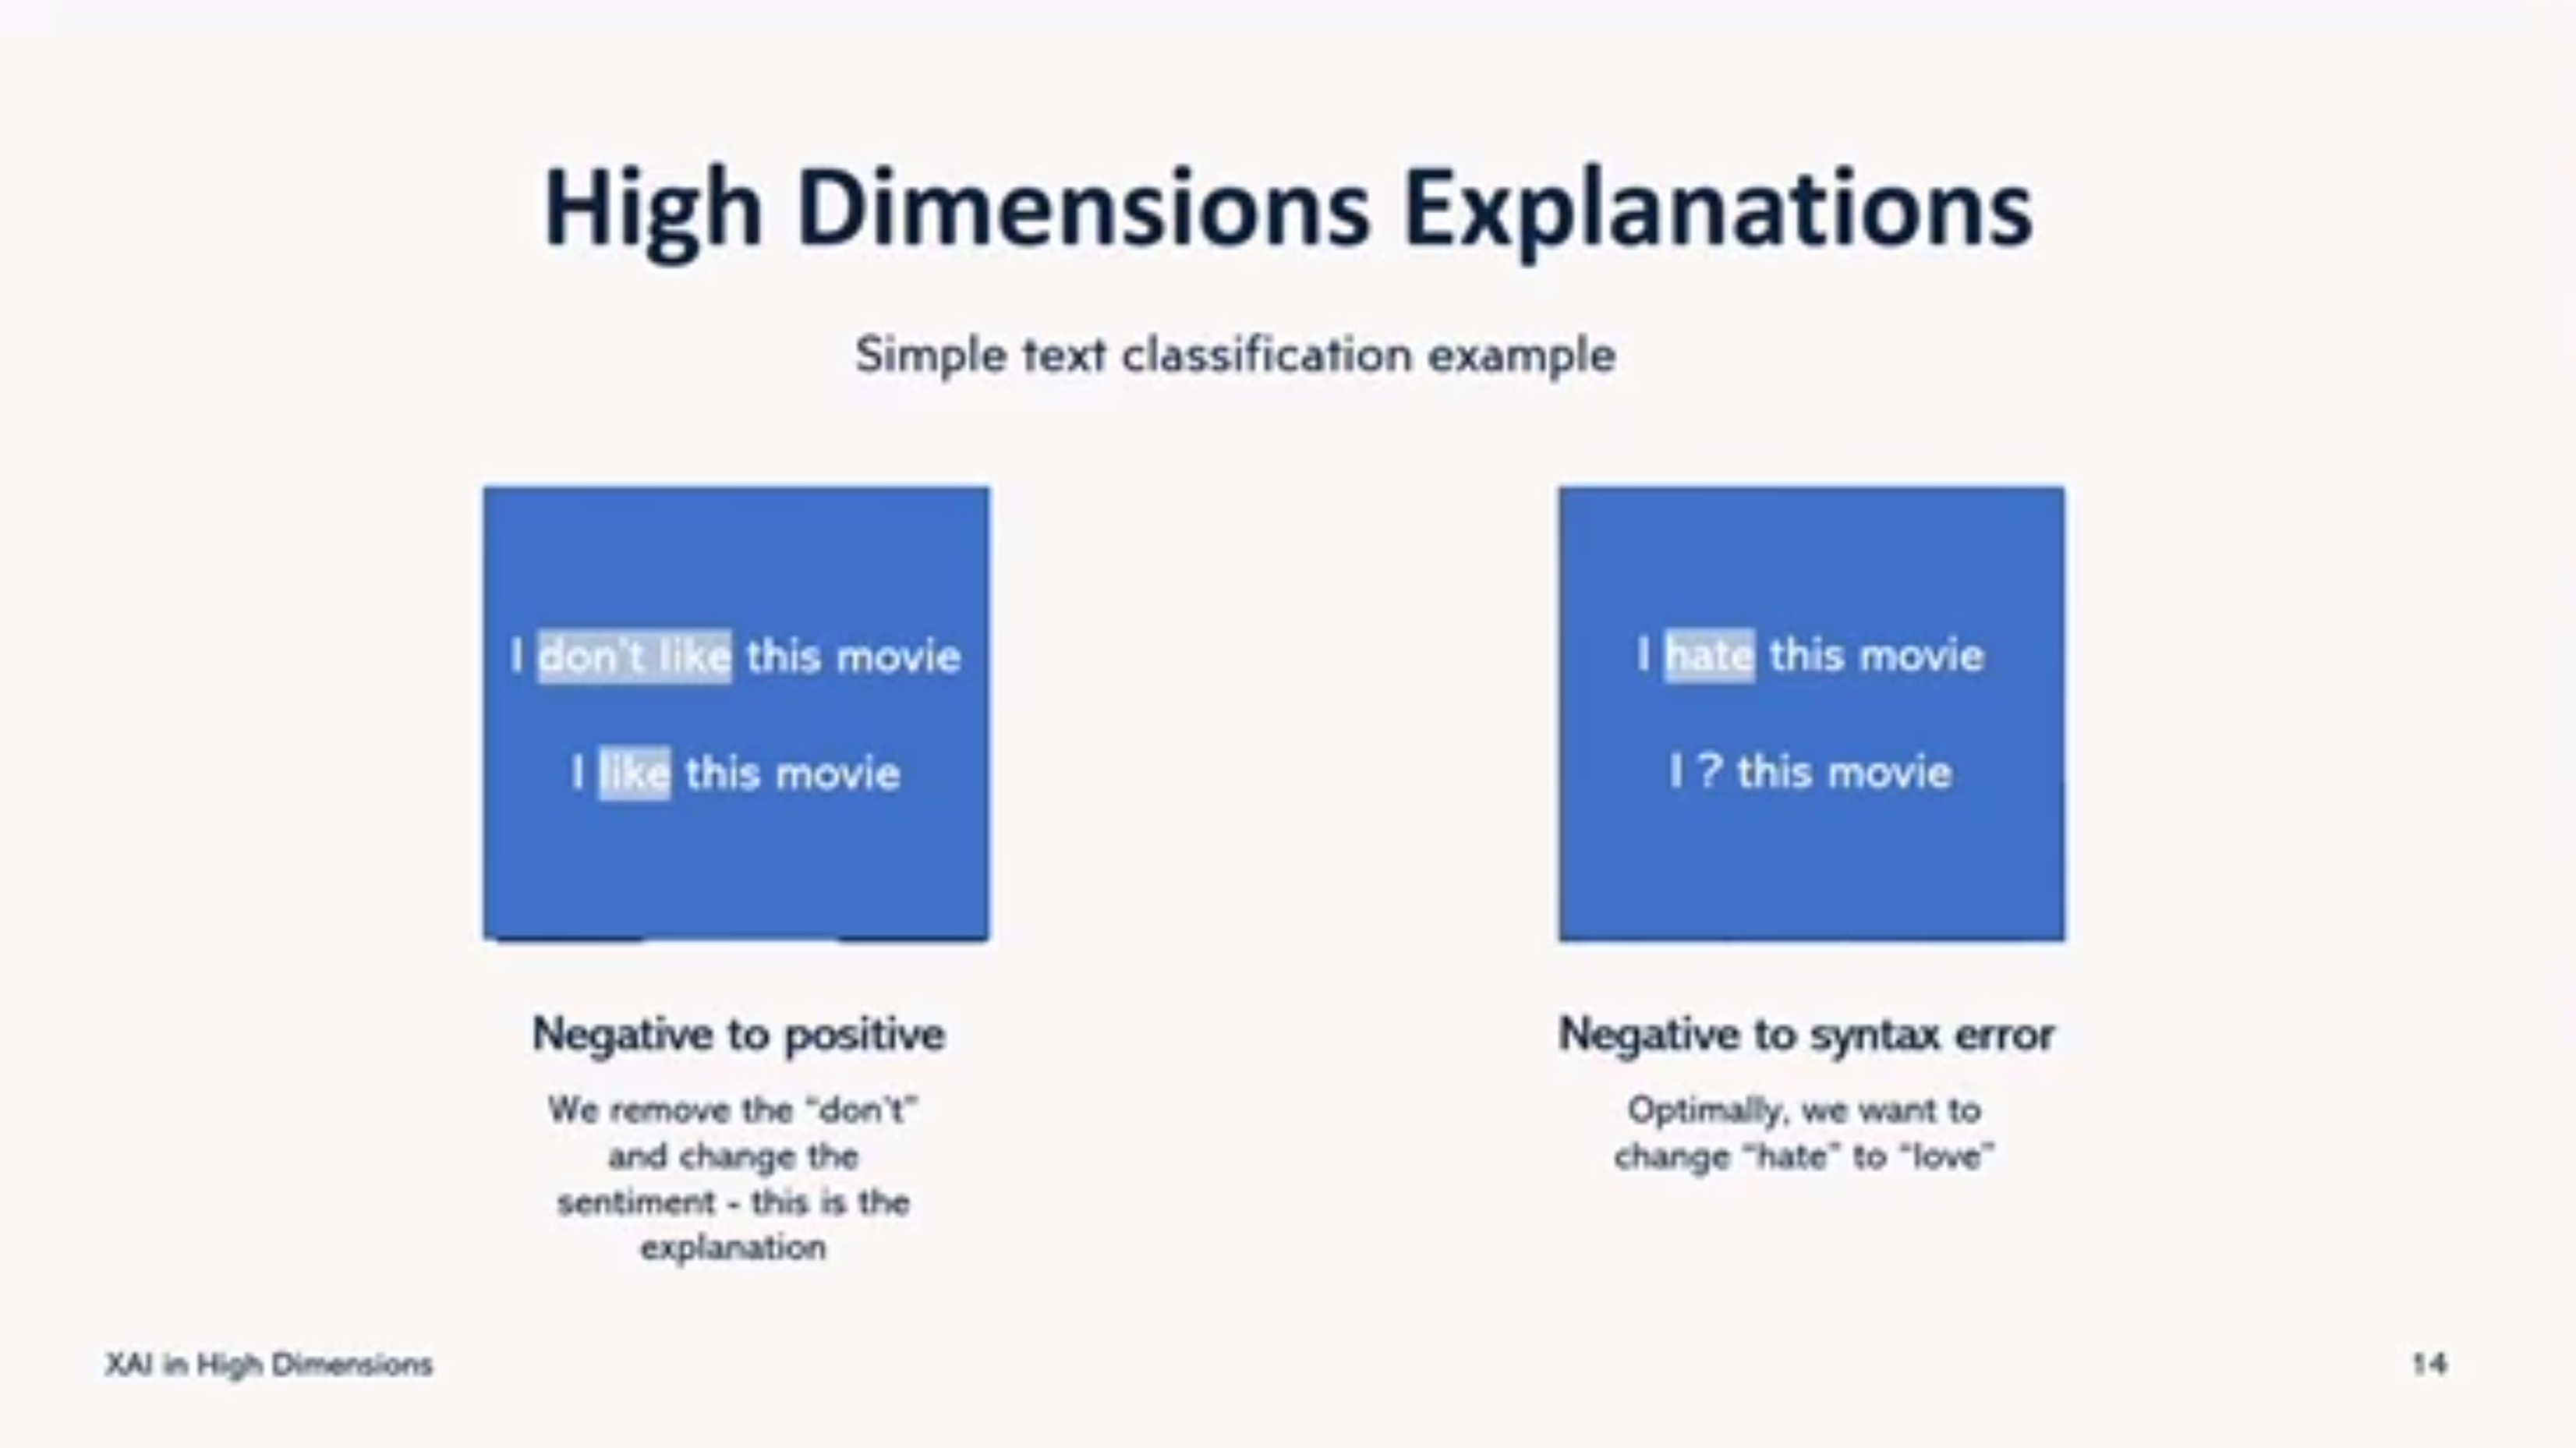 High Dimensions Explanations
Simple text classification example
I don't like this movie
I like this movie
Negative to positive
We remove the “don't”
and change the
sentiment - this is the
explanation
I hate this movie
I ? this movie
Negative to syntax error
Optimally, we want to
change “hate” to “love”
XAI in High Dimensions
14